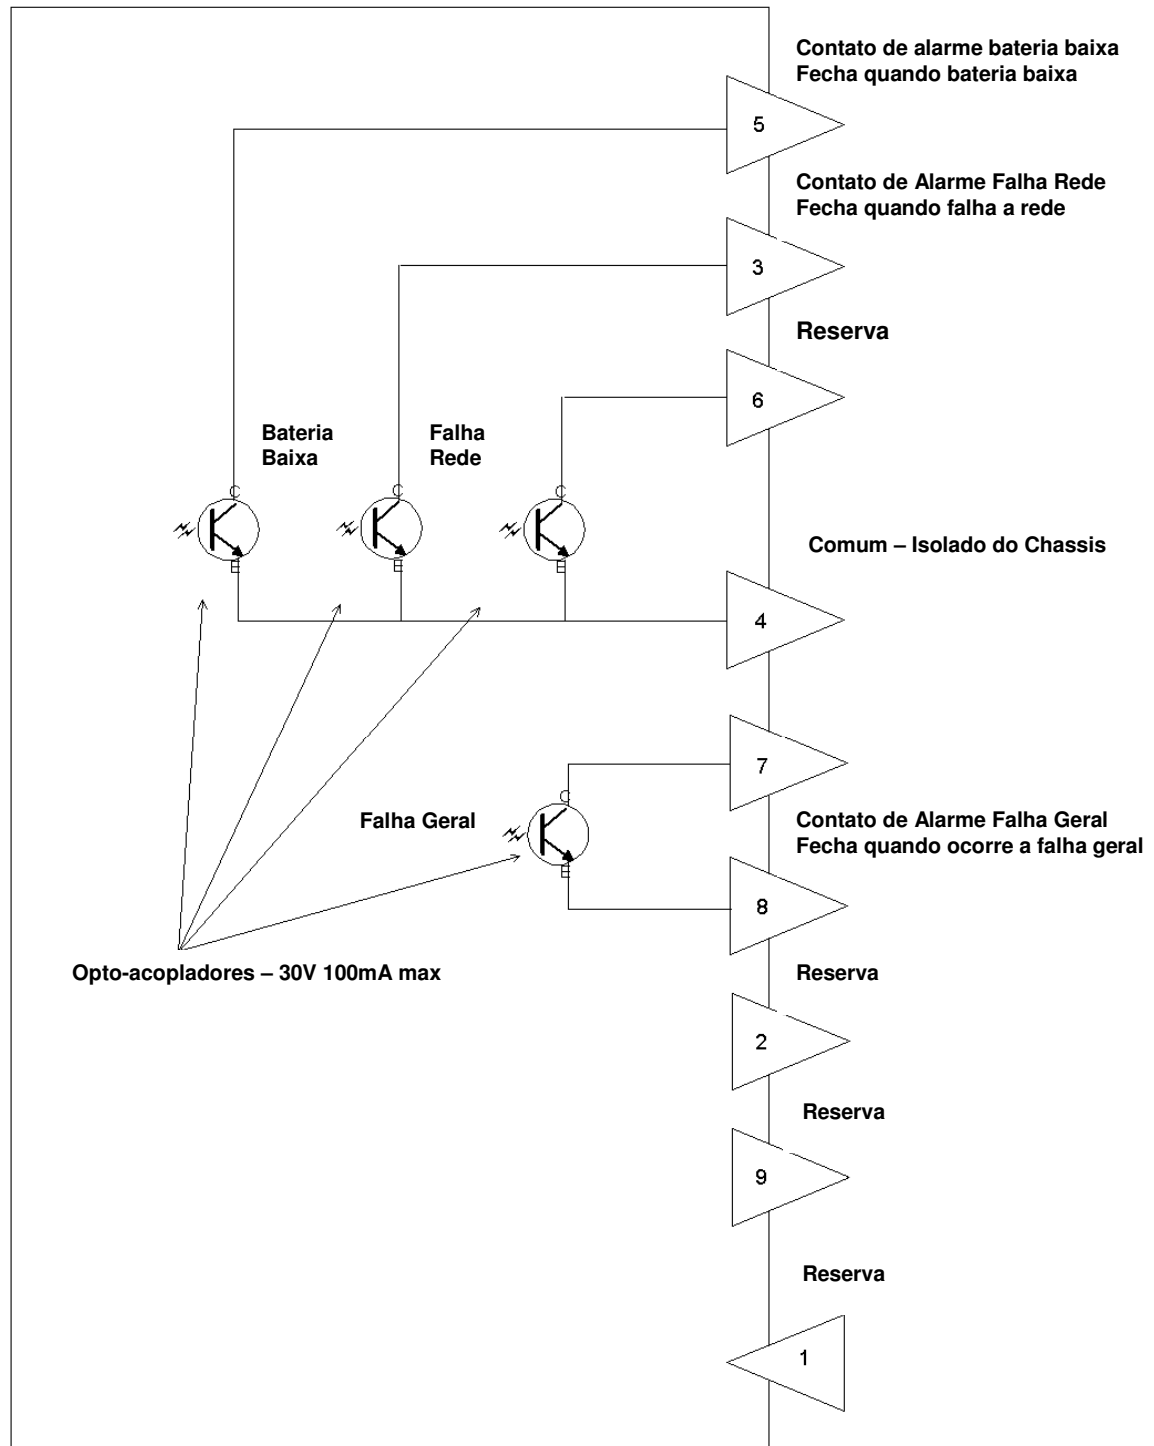 Contato de alarme bateria baixa
Fecha quando bateria baixa
5
Contato de Alarme Falha Rede
Fecha quando falha a rede
3
Reserva
6
Bateria
Baixa
Falha
Rede
C
C
C
E
E
E
Comum – Isolado do Chassis
4
7
C
Falha Geral
E
Contato de Alarme Falha Geral
Fecha quando ocorre a falha geral
8
Opto-acopladores – 30V 100mA max
Reserva
2
Reserva
9
Reserva
1